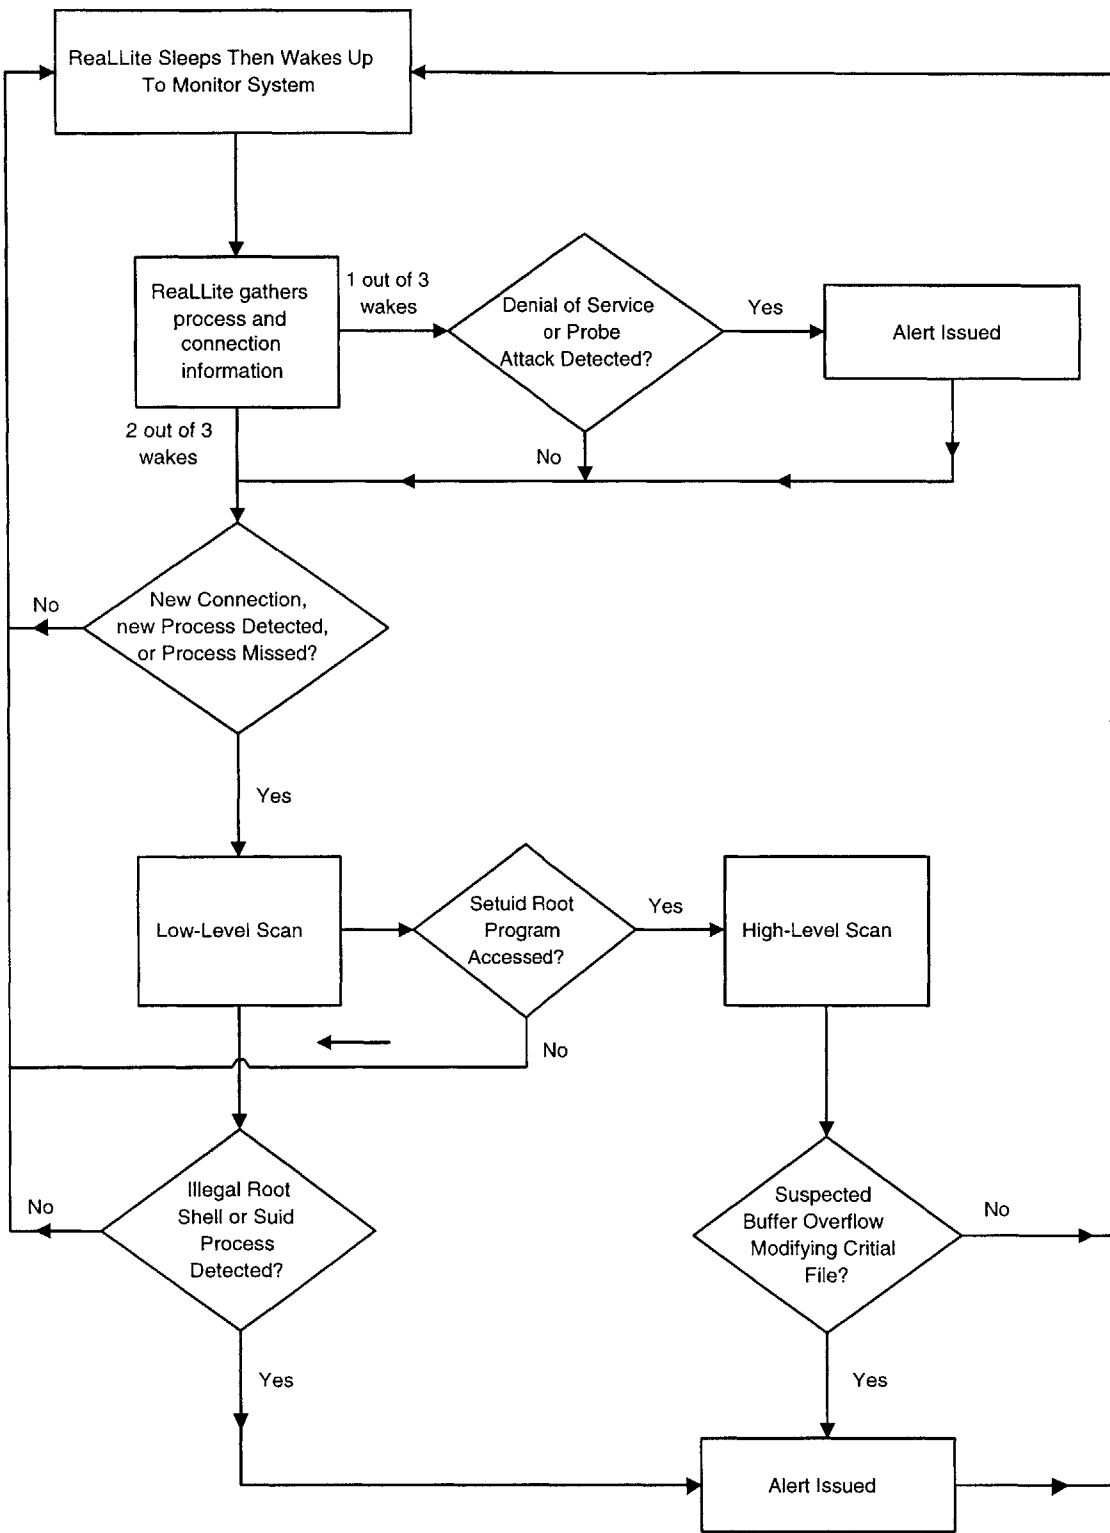 ReaLLite Sleeps Then Wakes Up
To Monitor System
ReaLLite gathers
process and
connection
information
1 out of 3
wakes
Denial of Service
or Probe
Attack Detected?
Yes
Alert Issued
2 out of 3
wakes
No
No
New Connection,
new Process Detected,
or Process Missed?
Yes
Low-Level Scan
Setuid Root
Program
Accessed?
Yes
High-Level Scan
No
No
Illegal Root
Shell or Suid
Process
Detected?
Suspected
Buffer Overflow
Modifying Critial
File?
No
Yes
Yes
Alert Issued